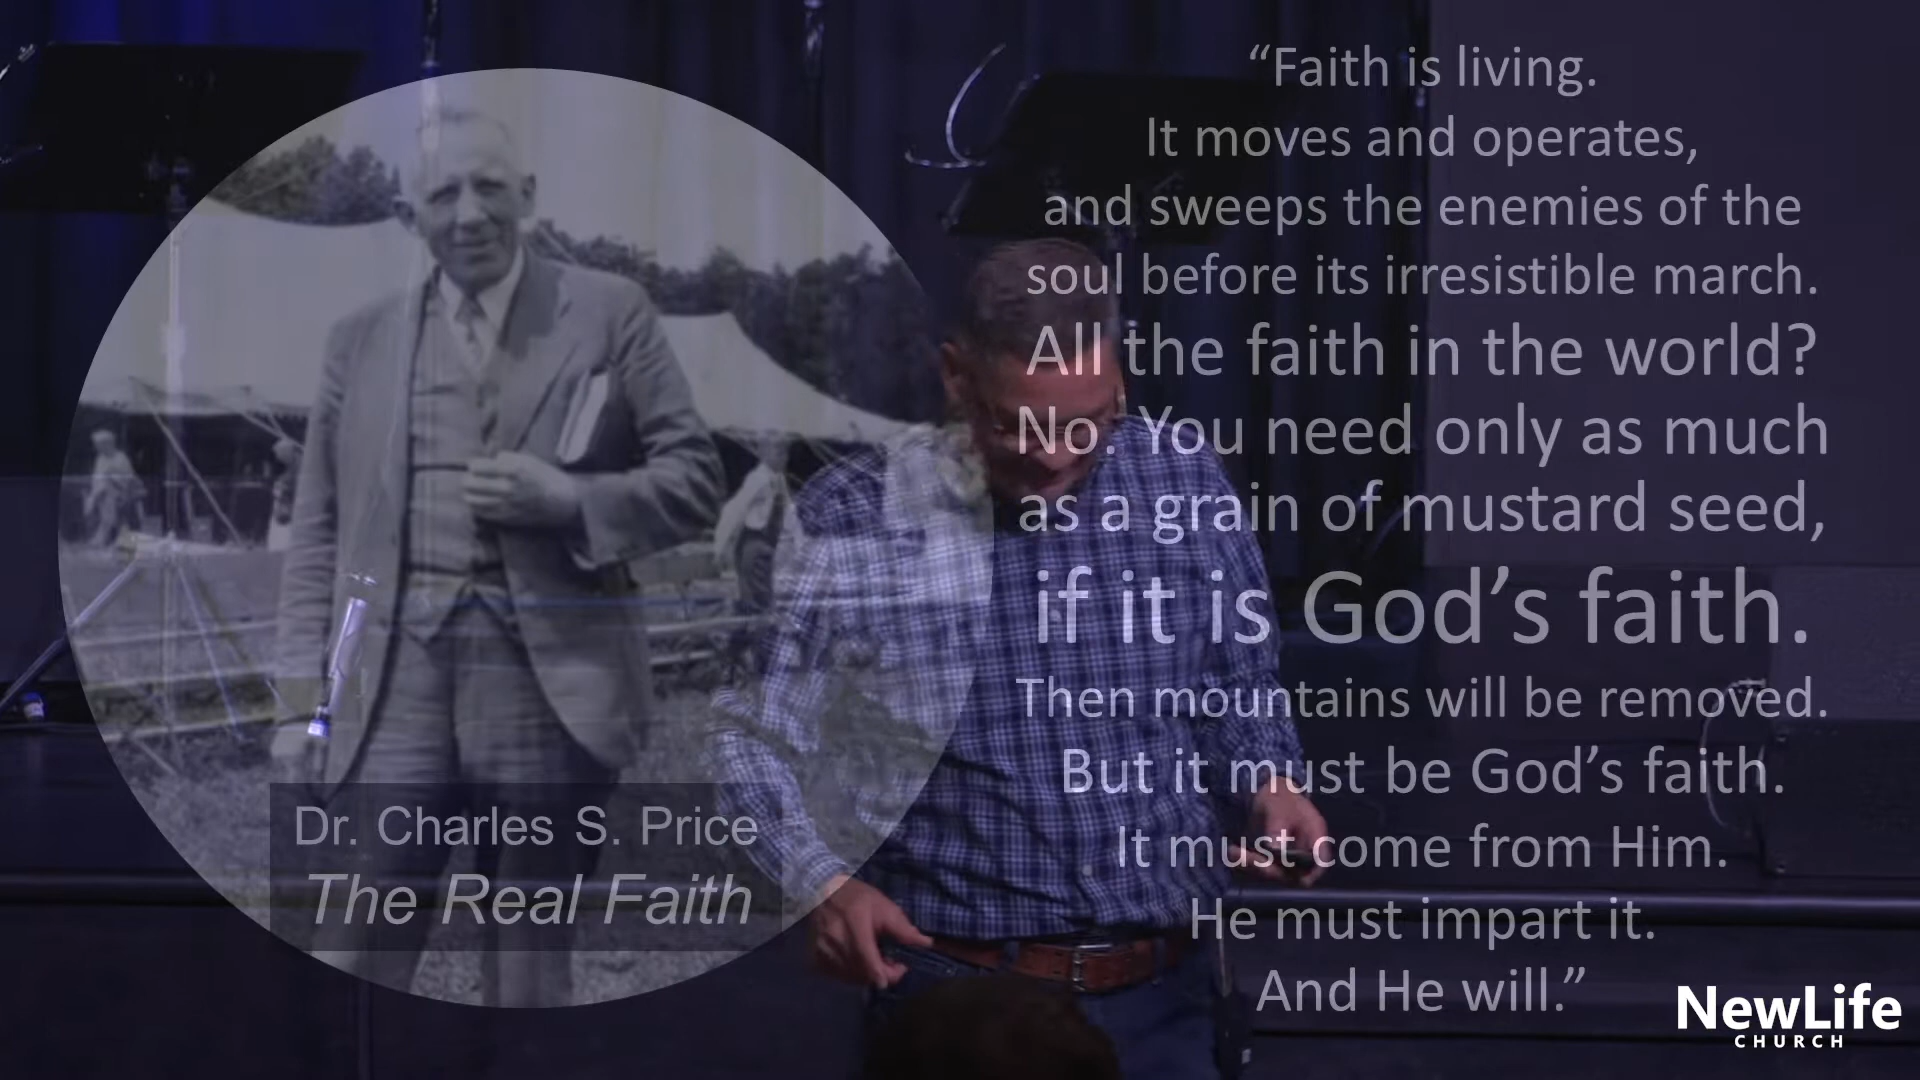 “Faith is living.
It moves and operates,
and sweeps the enemies of the
soul before its irresistible march.
All the faith in the world?
No. You need only as much
as a grain of mustard seed,
if it is God’s faith.
Then mountains will be removed.
But it must be God’s faith.
It must come from Him.
He must impart it.
And He will.”
Dr. Charles S. Price
The Real Faith
NewLife
CHURCH